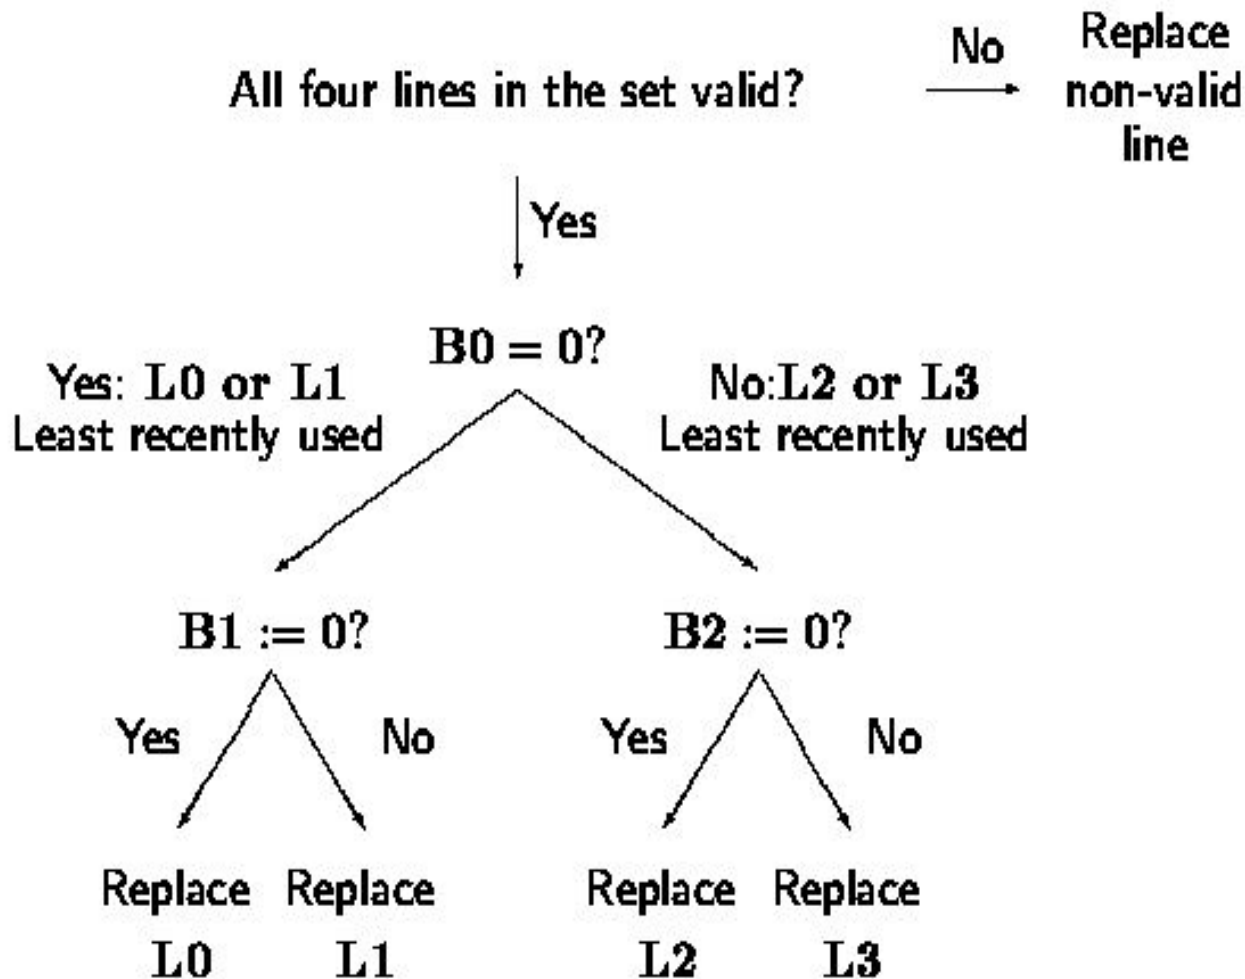 All four lines in the set valid?
No
Replace
non-valid
line
Yes
B0 = 0?
Yes: L0 or L1
Least recently used
No:L2 or L3
Least recently used
B1 := 0?
B2 := 0?
Yes
No
Yes
No
Replace
L0
Replace
L1
Replace
L2
Replace
L3